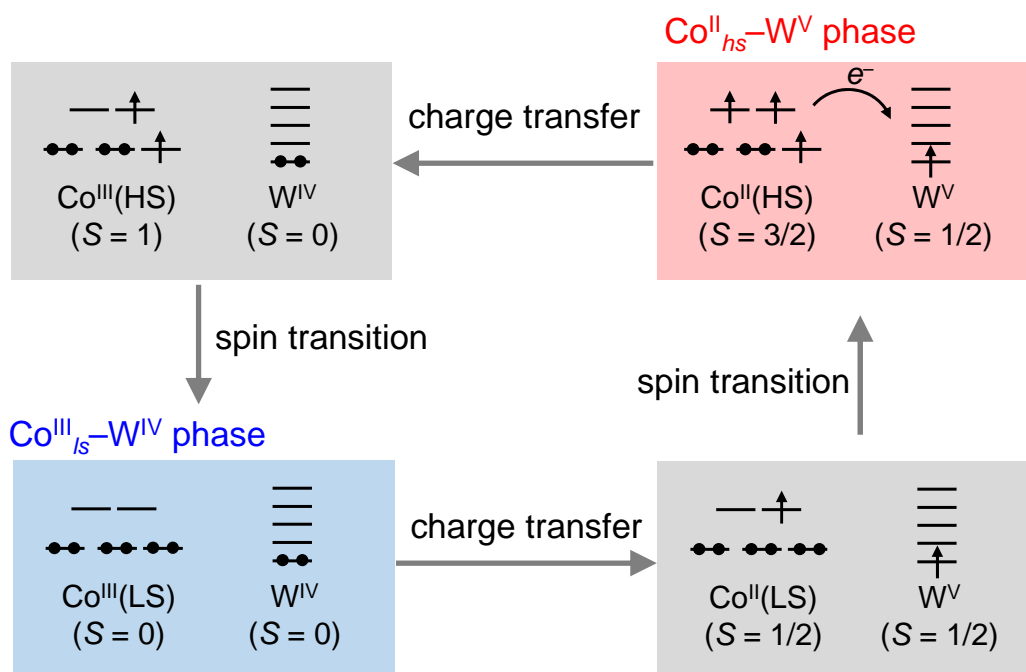 Co^II_hs–W^V phase
e⁻
Co^III(HS)
(S = 1)
W^IV
(S = 0)
charge transfer
Co^II(HS)
(S = 3/2)
W^V
(S = 1/2)
spin transition
spin transition
Co^III_ls–W^IV phase
Co^III(LS)
(S = 0)
W^IV
(S = 0)
charge transfer
Co^II(LS)
(S = 1/2)
W^V
(S = 1/2)